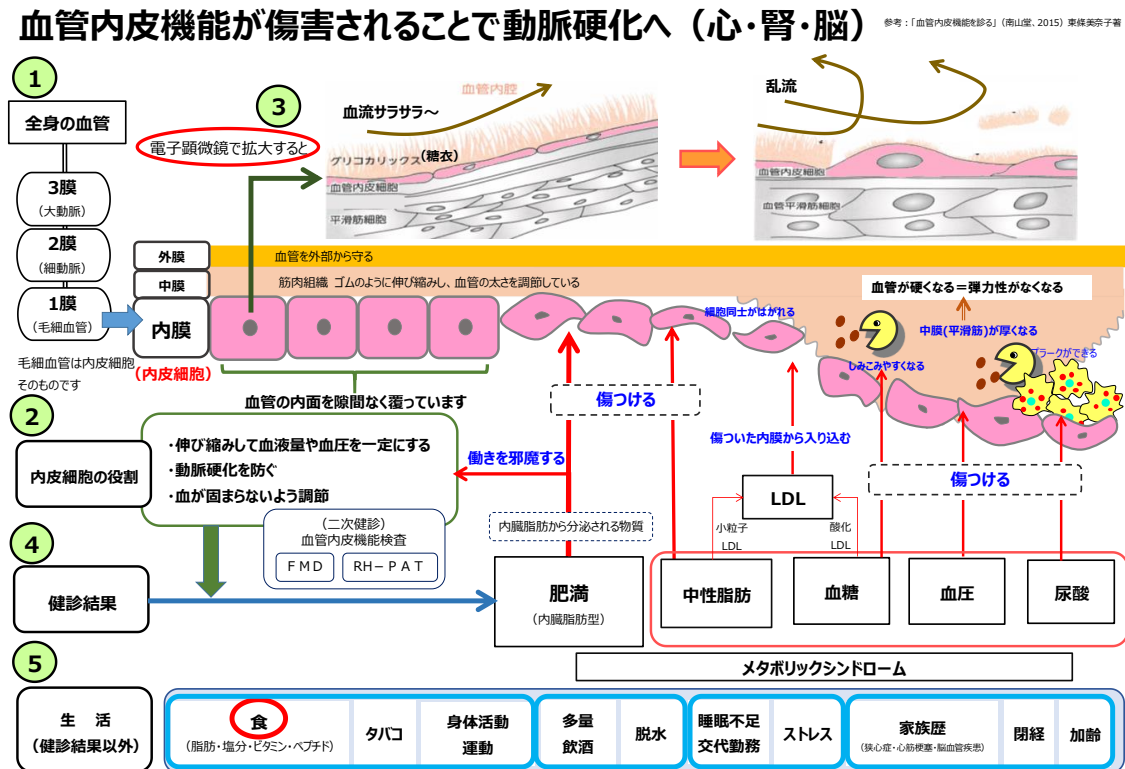 血管内皮機能が傷害されることで動脈硬化へ（心・腎・脳）
参考：「血管内皮機能を診る」（南山堂、2015）東條美奈子著
1
全身の血管
3膜
（大動脈）
2膜
（細動脈）
1膜
（毛細血管）
毛細血管は内皮細胞
そのものです
3
電子顕微鏡で拡大すると
血管内腔
血流サラサラ～
グリコカリックス（糖衣）
血管内皮細胞
平滑筋細胞
乱流
血管内皮細胞
血管平滑筋細胞
外膜
血管を外部から守る
中膜
筋肉組織 ゴムのように伸び縮みし、血管の太さを調節している
内膜
（内皮細胞）
血管の内面を隙間なく覆っています
細胞同士がはがれる
血管が硬くなる＝弾力性がなくなる
中膜(平滑筋)が厚くなる
しみこみやすくなる
プラークができる
2
内皮細胞の役割
・伸び縮みして血液量や血圧を一定にする
・動脈硬化を防ぐ
・血が固まらないよう調節
働きを邪魔する
傷つける
傷ついた内膜から入り込む
傷つける
LDL
小粒子
LDL
酸化
LDL
内臓脂肪から分泌される物質
（二次健診）
血管内皮機能検査
ＦＭＤ
RH－ＰＡＴ
4
健診結果
肥満
（内臓脂肪型）
中性脂肪
血糖
血圧
尿酸
メタボリックシンドローム
5
生　活
（健診結果以外）
食
（脂肪・塩分・ビタミン・ペプチド）
タバコ
身体活動
運動
多量
飲酒
脱水
睡眠不足
交代勤務
ストレス
家族歴
（狭心症・心筋梗塞・脳血管疾患）
閉経
加齢